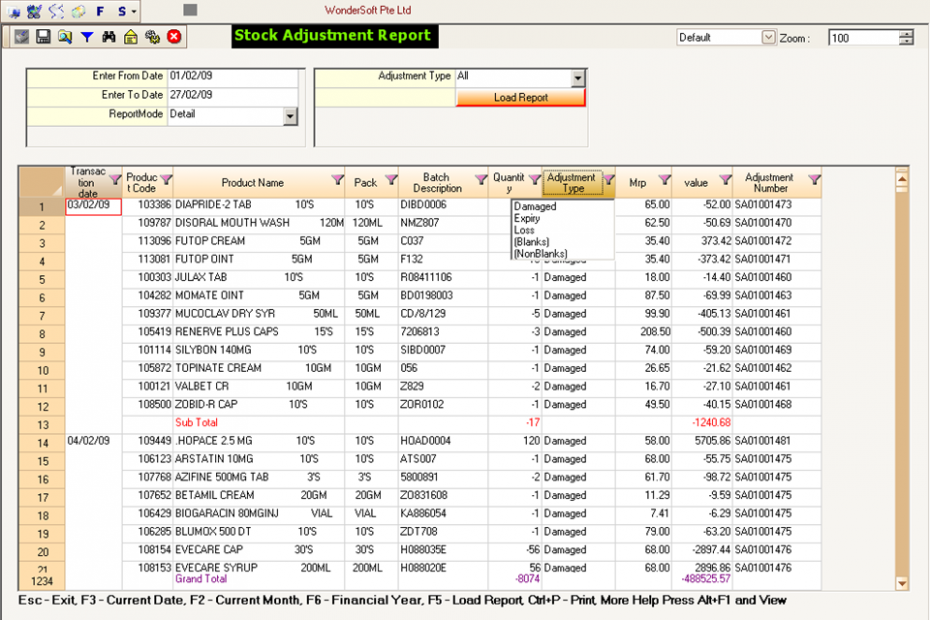 F S
WonderSoft Pte Ltd
Stock Adjustment Report
Default Zoom : 100
Enter From Date 01/02/09
Enter To Date 27/02/09
ReportMode Detail
Adjustment Type All
Load Report
Transaction date Product Code Product Name Pack Batch Description Quantity Adjustment Type Mrp value Adjustment Number
1 03/02/09 103386 DIAPRIDE-2 TAB 10'S 10'S DIBD0006 65.00 -52.00 SA01001473
2 109787 DISORAL MOUTH WASH 120M 120ML NMZ807 62.50 -50.69 SA01001470
3 113096 FUTOP CREAM 5GM 5GM C037 35.40 373.42 SA01001472
4 113081 FUTOP OINT 5GM 5GM F132 35.40 -373.42 SA01001471
Damaged
Expiry
Loss
(Blanks)
(NonBlanks)
5 100303 JULAX TAB 10'S 10'S R08411106 -1 Damaged 18.00 -14.40 SA01001460
6 104282 MOMATE OINT 5GM 5GM BD0198003 -1 Damaged 87.50 -69.99 SA01001463
7 109377 MUCOCLAV DRY SYR 50ML 50ML CD/8/129 -5 Damaged 99.90 -405.13 SA01001461
8 105419 RENERVE PLUS CAPS 15'S 15'S 7206813 -3 Damaged 208.50 -500.39 SA01001460
9 101114 SILYBON 140MG 10'S 10'S SIBD0007 -1 Damaged 74.00 -59.20 SA01001469
10 105872 TOPINATE CREAM 10GM 10GM 056 -1 Damaged 26.65 -21.62 SA01001462
11 100121 VALBET CR 10GM 10GM Z829 -2 Damaged 16.70 -27.10 SA01001461
12 108500 ZOBID-R CAP 10'S 10'S ZOR0102 -1 Damaged 49.50 -40.15 SA01001468
13 Sub Total -17 -1240.68
14 04/02/09 109449 .HOPACE 2.5 MG 10'S 10'S HOAD0004 120 Damaged 58.00 5705.86 SA01001481
15 106123 ARSTATIN 10MG 10'S 10'S ATS007 -1 Damaged 68.00 -55.75 SA01001475
16 107768 AZIFINE 500MG TAB 3'S 3'S 5800891 -2 Damaged 61.70 -98.72 SA01001475
17 107652 BETAMIL CREAM 20GM 20GM ZO831608 -1 Damaged 11.29 -9.59 SA01001475
18 106429 BIOGARACIN 80MGINJ VIAL VIAL KA886054 -1 Damaged 7.41 -6.29 SA01001475
19 106285 BLUMOX 500 DT 10'S 10'S ZDT708 -1 Damaged 79.00 -63.20 SA01001475
20 108154 EVECARE CAP 30'S 30'S H088035E -56 Damaged 68.00 -2897.44 SA01001476
21 108153 EVECARE SYRUP 200ML 200ML H088020E 56 Damaged 68.00 2896.86 SA01001476
1234 Grand Total -8074 -488525.57
Esc - Exit, F3 - Current Date, F2 - Current Month, F6 - Financial Year, F5 - Load Report, Ctrl+P - Print, More Help Press Alt+F1 and View